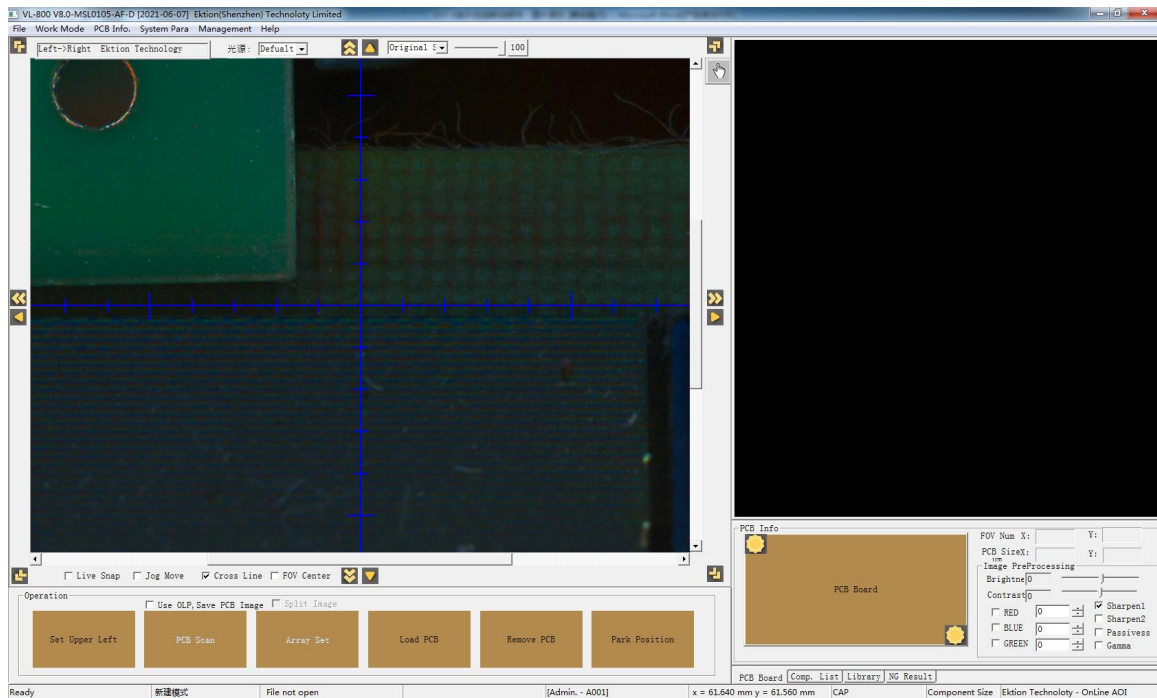 VL-800 V8.0-MSL0105-AF-D [2021-06-07] Ektion(Shenzhen) Technoloty Limited
File Work Mode PCB Info. System Para Management Help
Left->Right Ektion Technology 光源: Defualt Original S 100
Live Snap Jog Move Cross Line FOV Center
Operation
Use OLP,Save PCB Image Split Image
Set Upper Left PCB Scan Array Set Load PCB Remove PCB Park Position
PCB Info
PCB Board
FOV Num X: Y:
PCB SizeX: Y:
um
Image PreProcessing
Brightne 0
Contrast 0
RED 0 Sharpen1
Sharpen2
BLUE 0 Passivess
GREEN 0 Gamma
PCB Board Comp. List Library NG Result
Ready 新建模式 File not open [Admin. - A001] x = 61.640 mm y = 61.560 mm CAP Component Size Ektion Technoloty - OnLine AOI